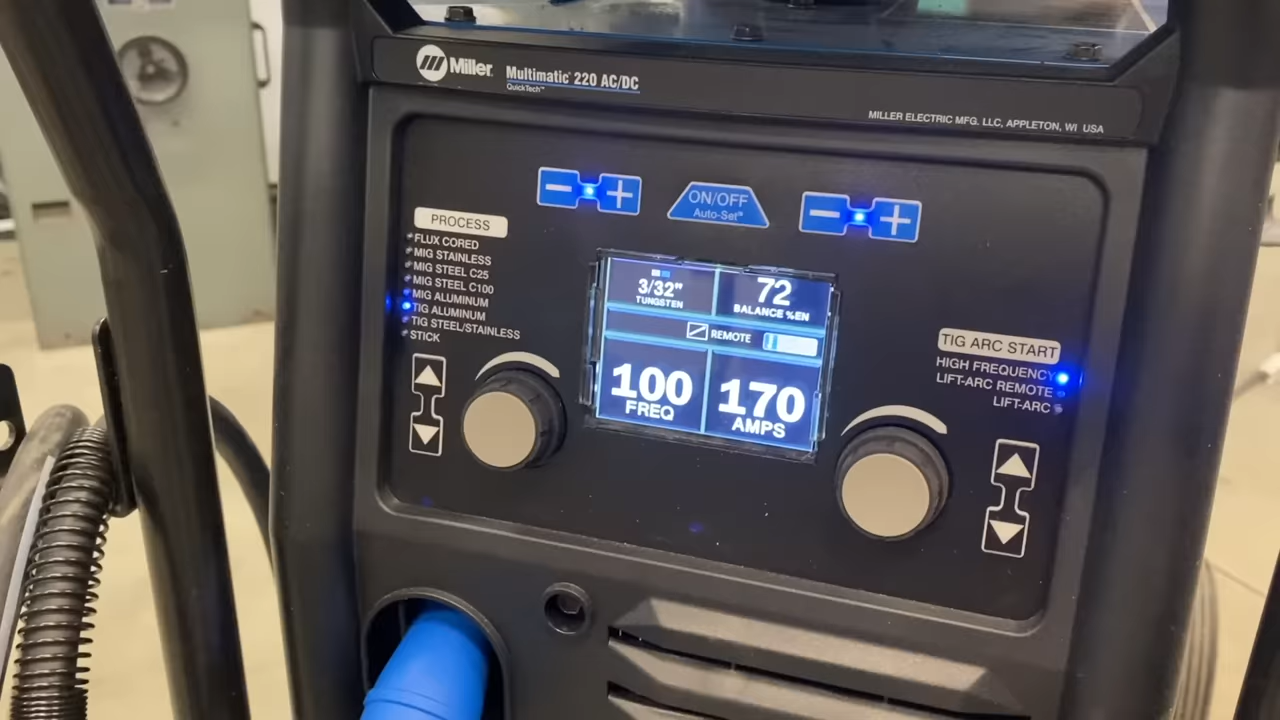 Miller
Multimatic® 220 AC/DC
QuickTech™
MILLER ELECTRIC MFG. LLC, APPLETON, WI USA
− +
ON/OFF
Auto-Set™
− +
PROCESS
FLUX CORED
MIG STAINLESS
MIG STEEL C25
MIG STEEL C100
MIG ALUMINUM
TIG ALUMINUM
TIG STEEL/STAINLESS
STICK
3/32"
TUNGSTEN
72
BALANCE %EN
REMOTE
100
FREQ
170
AMPS
TIG ARC START
HIGH FREQUENCY
LIFT-ARC REMOTE
LIFT-ARC